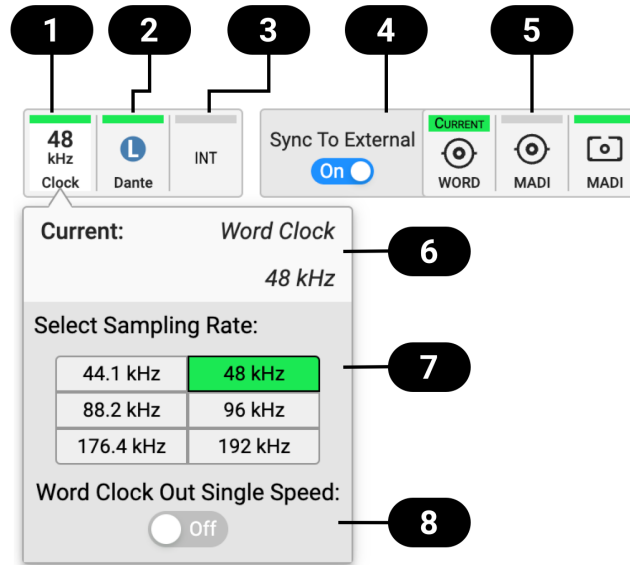 1 2 3 4 5
48
kHz
Clock
L
Dante
INT
Sync To External
On
CURRENT
WORD
MADI
MADI
Current: Word Clock
48 kHz
6
Select Sampling Rate:
44.1 kHz 48 kHz
88.2 kHz 96 kHz
176.4 kHz 192 kHz
7
Word Clock Out Single Speed:
Off
8